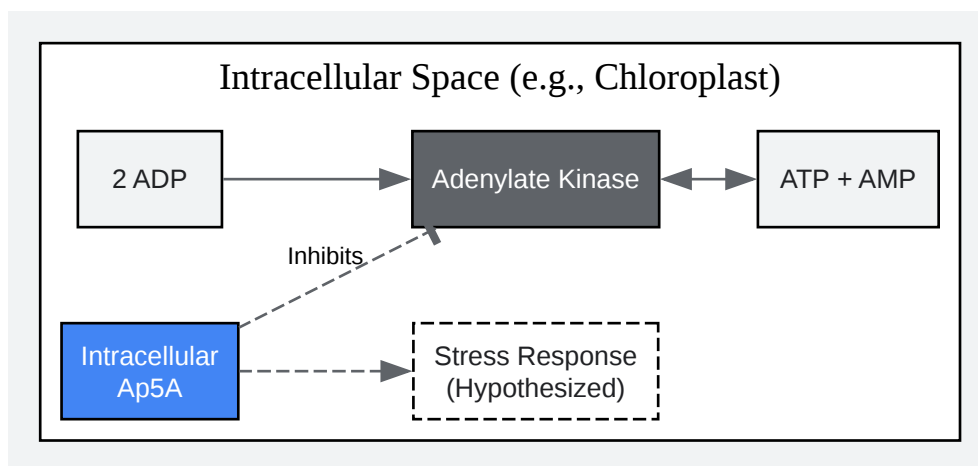 Intracellular Space (e.g., Chloroplast)
2 ADP
Adenylate Kinase
ATP + AMP
Inhibits
Intracellular
Ap5A
Stress Response
(Hypothesized)